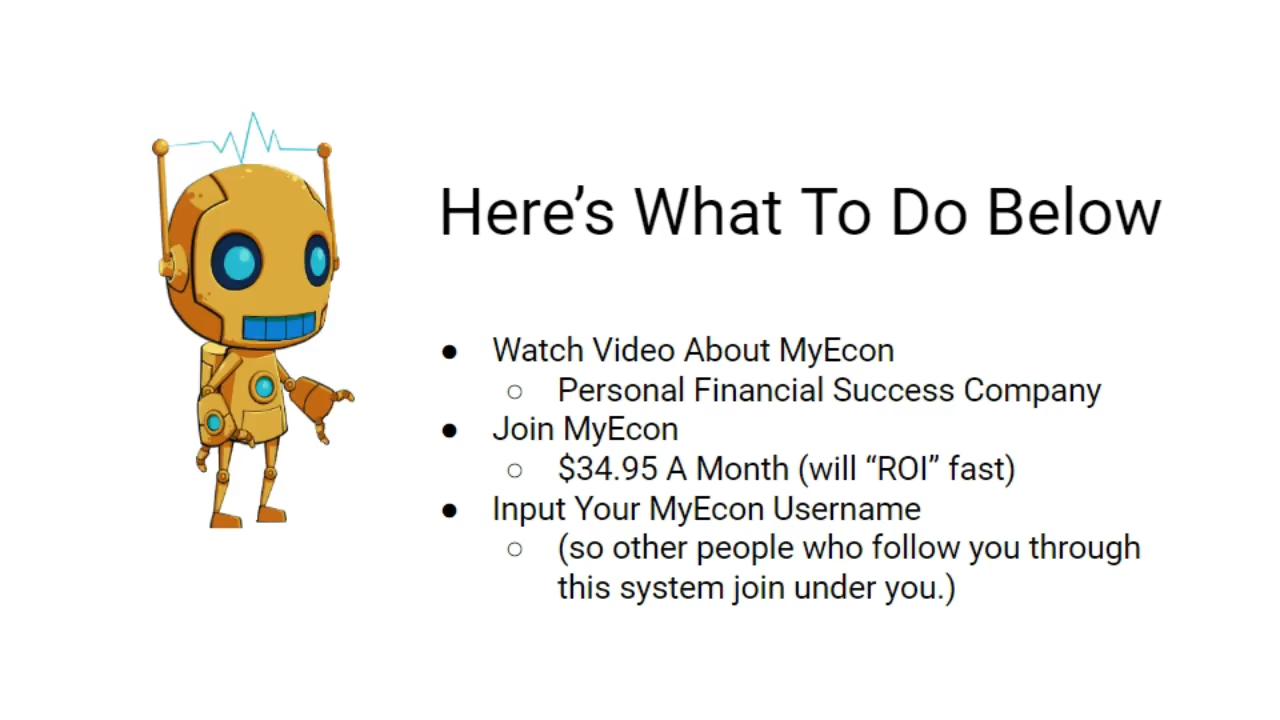 Here’s What To Do Below
● Watch Video About MyEcon
○ Personal Financial Success Company
● Join MyEcon
○ $34.95 A Month (will “ROI” fast)
● Input Your MyEcon Username
○ (so other people who follow you through
this system join under you.)